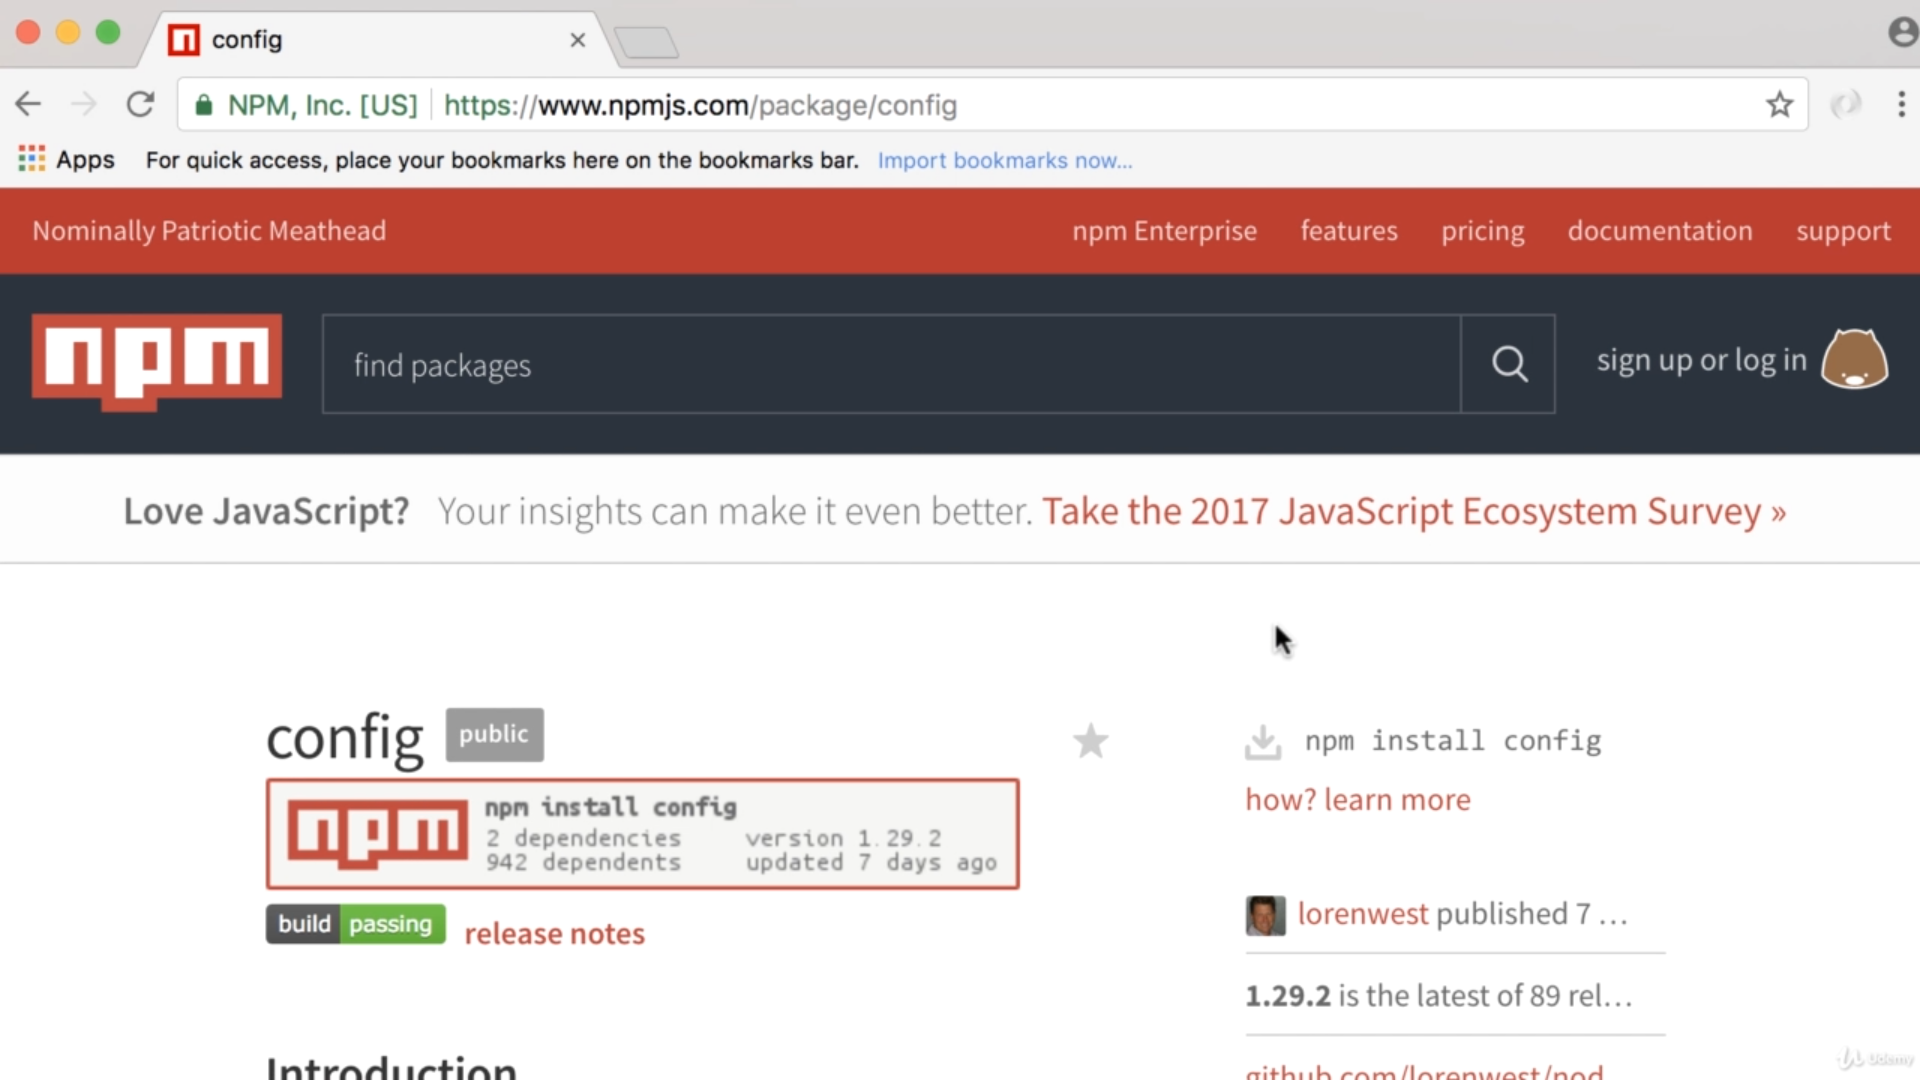 config
NPM, Inc. [US] https://www.npmjs.com/package/config
Apps For quick access, place your bookmarks here on the bookmarks bar. Import bookmarks now...
Nominally Patriotic Meathead npm Enterprise features pricing documentation support
npm find packages sign up or log in
Love JavaScript? Your insights can make it even better. Take the 2017 JavaScript Ecosystem Survey »
config public
npm install config
how? learn more
npm npm install config
2 dependencies version 1.29.2
942 dependents updated 7 days ago
build passing release notes
lorenwest published 7 …
1.29.2 is the latest of 89 rel…
Introduction
github.com/lorenwest/nod
Udemy